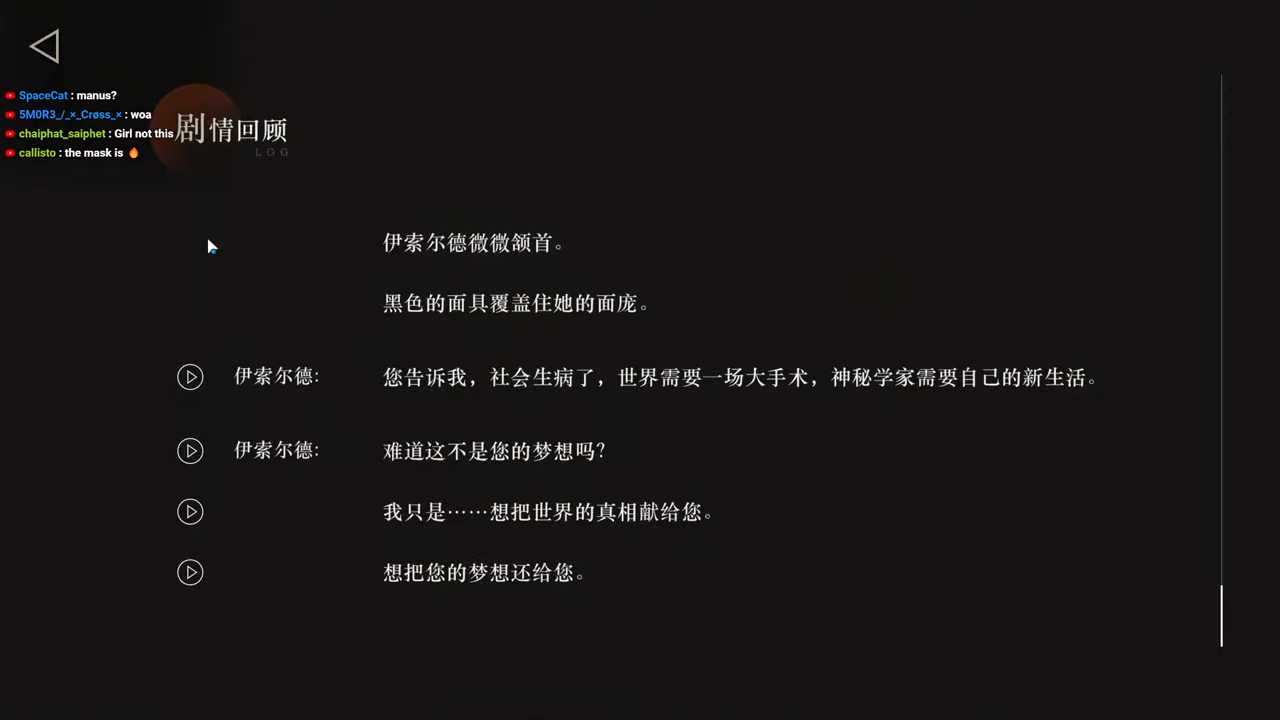 SpaceCat : manus?
5M0R3_/_×_Crøss_× : woa
chaiphat_saiphet : Girl not this
callisto : the mask is 🔥
剧情回顾
LOG
伊索尔德微微颔首。
黑色的面具覆盖住她的面庞。
伊索尔德: 您告诉我，社会生病了，世界需要一场大手术，神秘学家需要自己的新生活。
伊索尔德: 难道这不是您的梦想吗？
我只是……想把世界的真相献给您。
想把您的梦想还给您。